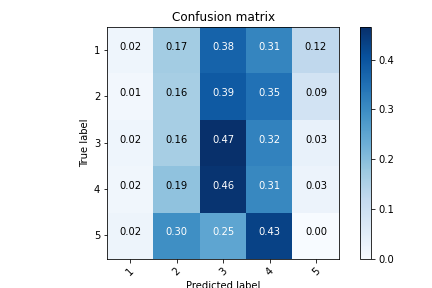 Confusion matrix
1 0.02 0.17 0.38 0.31 0.12
2 0.01 0.16 0.39 0.35 0.09
3 0.02 0.16 0.47 0.32 0.03
4 0.02 0.19 0.46 0.31 0.03
5 0.02 0.30 0.25 0.43 0.00
1 2 3 4 5
True label
Predicted label
0.4
0.3
0.2
0.1
0.0